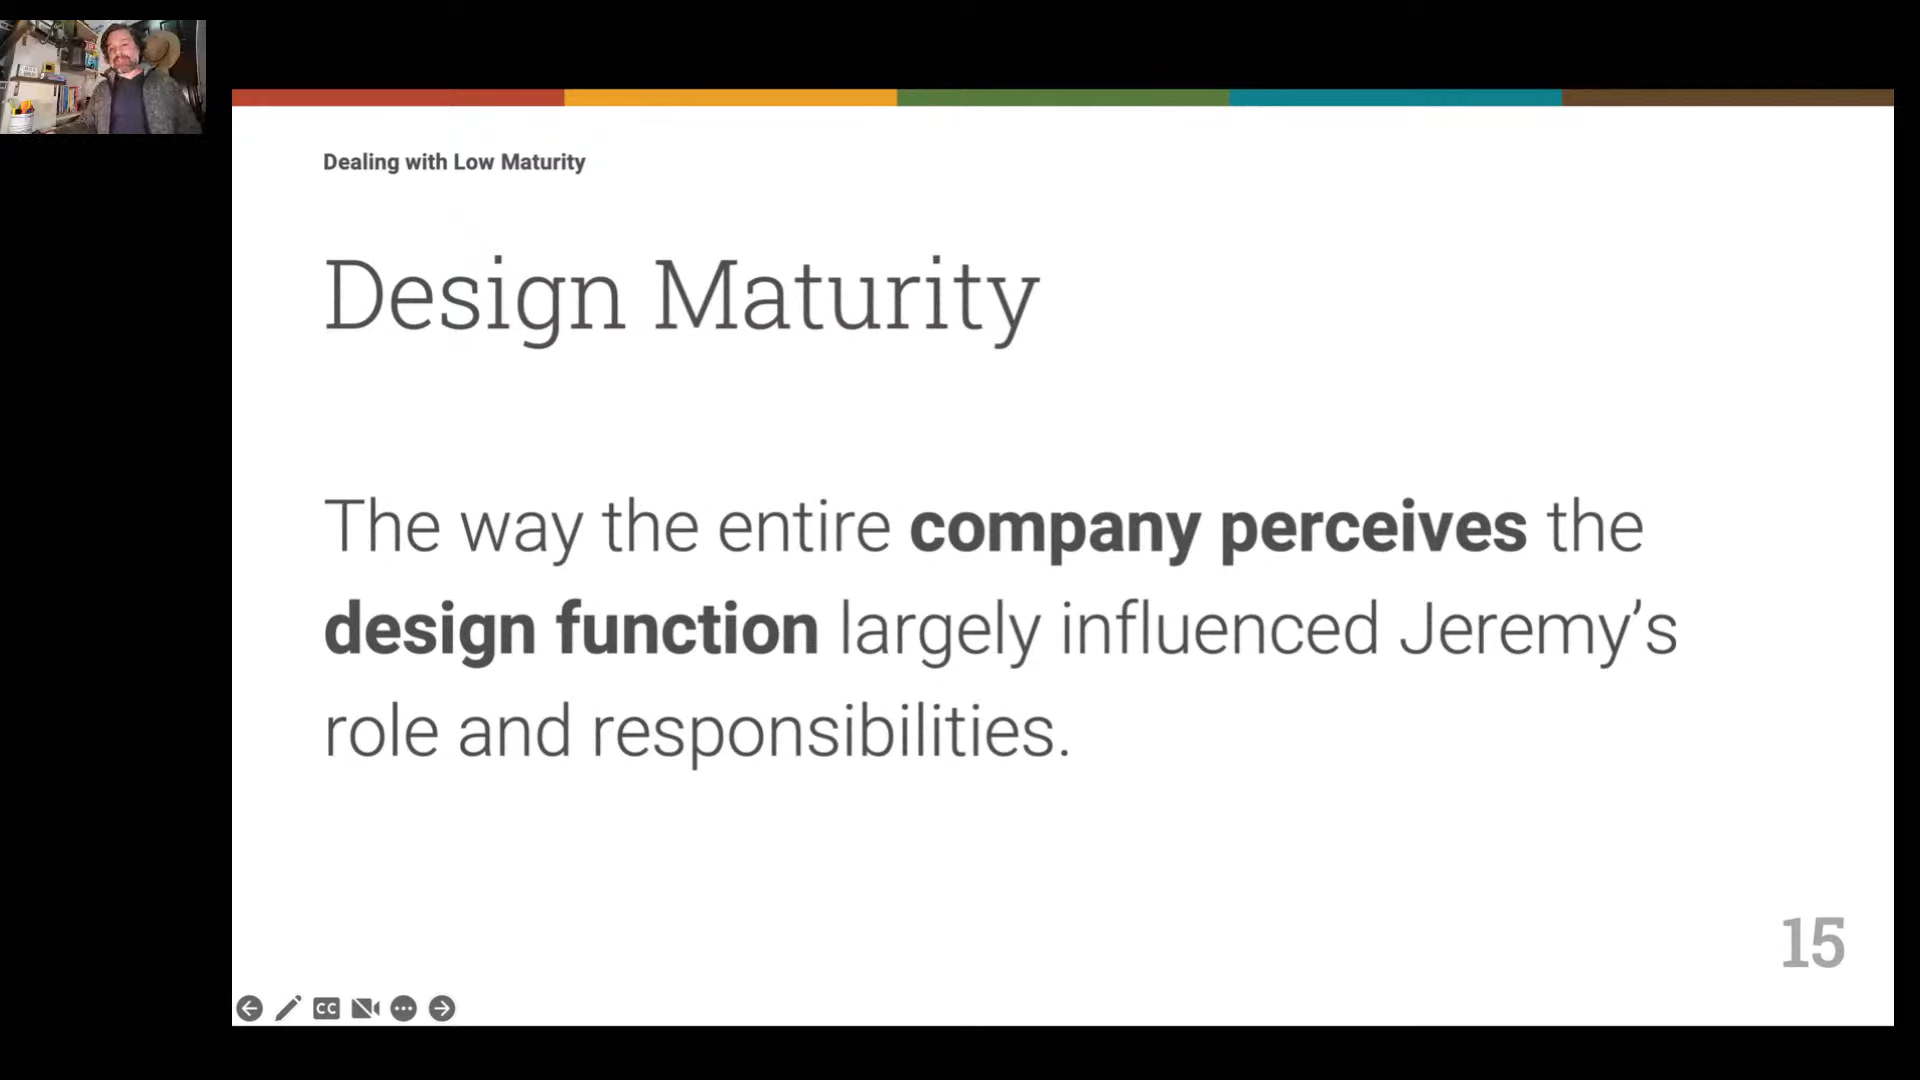 Dealing with Low Maturity
Design Maturity
The way the entire company perceives the
design function largely influenced Jeremy’s
role and responsibilities.
15
CC